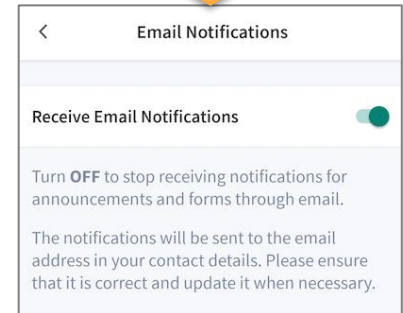 Email Notifications
Receive Email Notifications
Turn OFF to stop receiving notifications for
announcements and forms through email.
The notifications will be sent to the email
address in your contact details. Please ensure
that it is correct and update it when necessary.